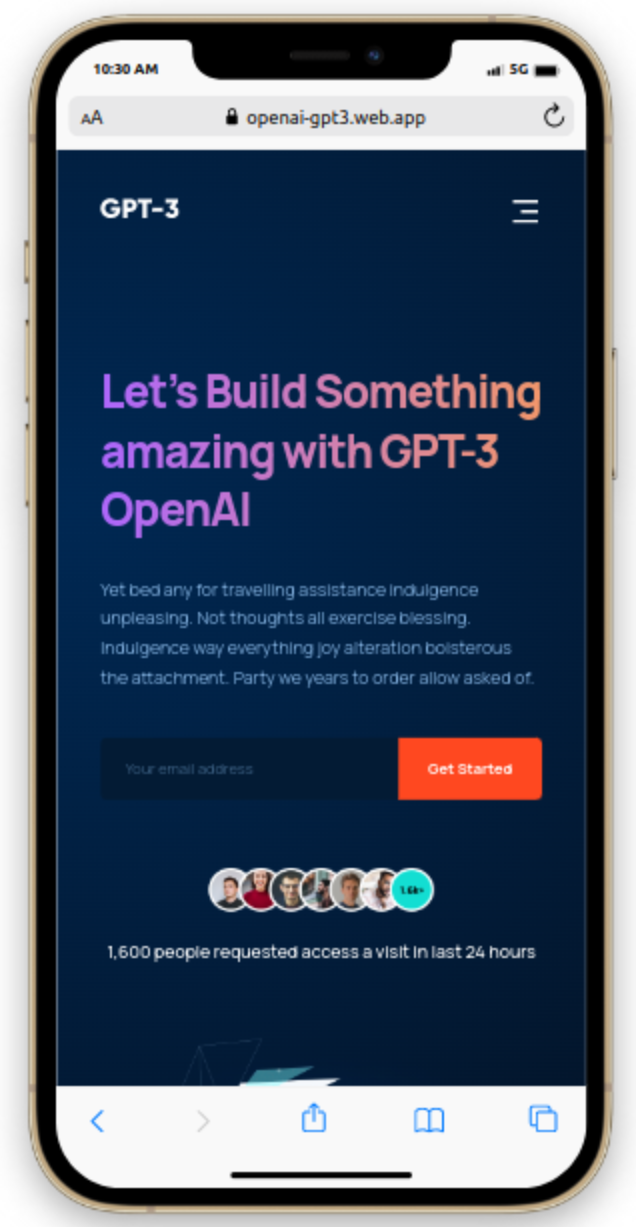 10:30 AM 5G
AA openai-gpt3.web.app
GPT-3
Let's Build Something
amazing with GPT-3
OpenAI
Yet bed any for travelling assistance indulgence
unpleasing. Not thoughts all exercise blessing.
Indulgence way everything joy alteration boisterous
the attachment. Party we years to order allow asked of.
Your email address Get Started
1.6k+
1,600 people requested access a visit in last 24 hours